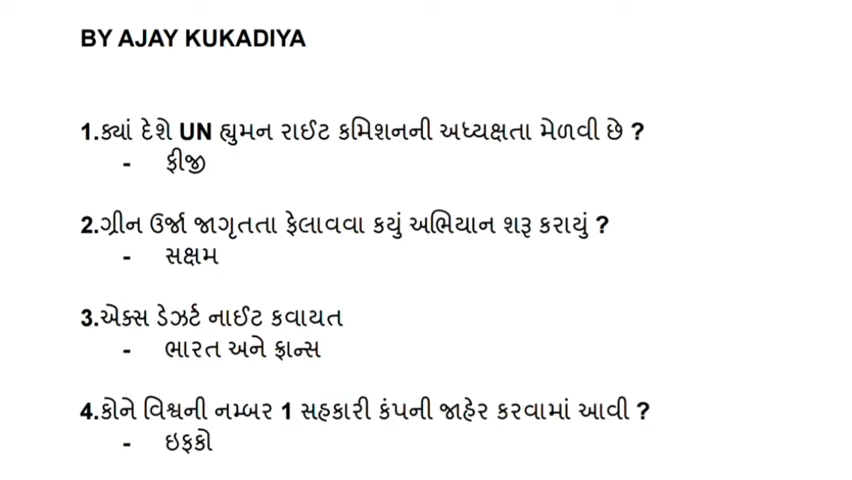 BY AJAY KUKADIYA
1.ક્યાં દેશે UN હ્યુમન રાઈટ કમિશનની અધ્યક્ષતા મેળવી છે ?
- ફીજી
2.ગ્રીન ઉર્જા જાગૃતતા ફેલાવવા કયું અભિયાન શરૂ કરાયું ?
- સક્ષમ
3.એક્સ ડેઝર્ટ નાઈટ કવાયત
- ભારત અને ફ્રાન્સ
4.કોને વિશ્વની નમ્બર 1 સહકારી કંપની જાહેર કરવામાં આવી ?
- ઇફકો